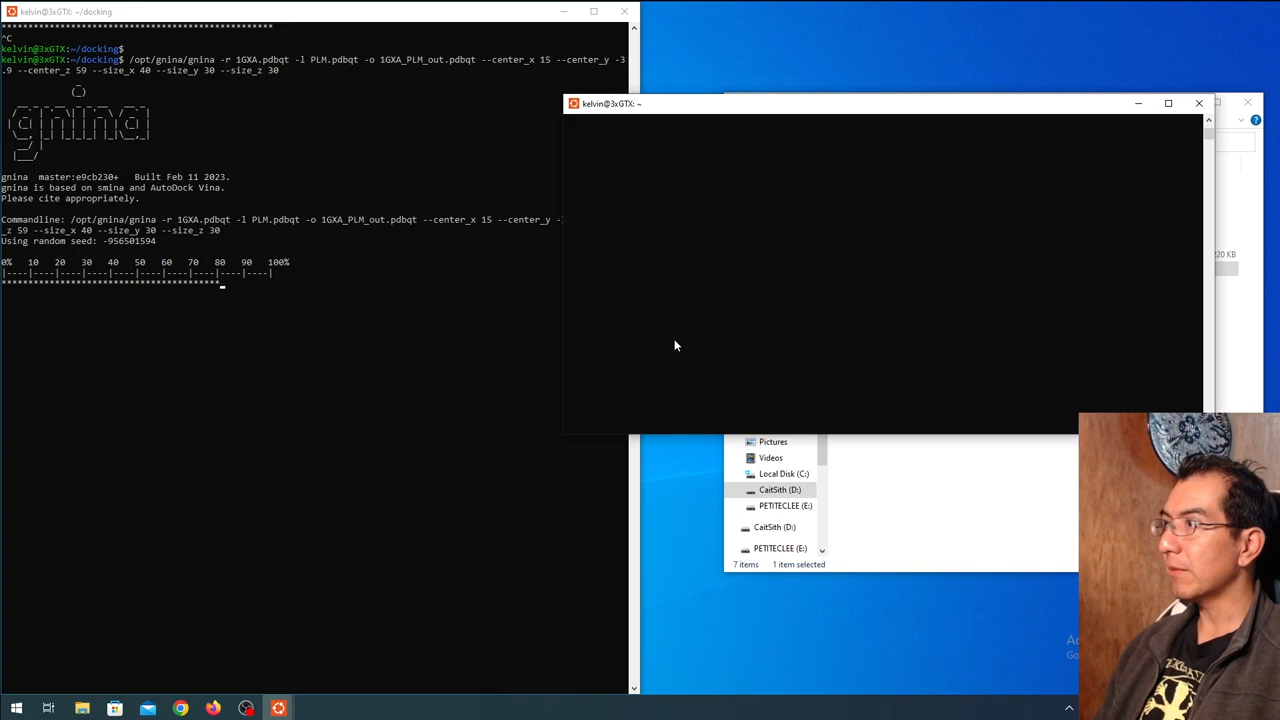 kelvin@3xGTX: ~/docking
****************************************************
^C
kelvin@3xGTX:~/docking$
kelvin@3xGTX:~/docking$ /opt/gnina/gnina -r 1GXA.pdbqt -l PLM.pdbqt -o 1GXA_PLM_out.pdbqt --center_x 15 --center_y -3
.9 --center_z 59 --size_x 40 --size_y 30 --size_z 30
gnina
gnina  master:e9cb230+   Built Feb 11 2023.
gnina is based on smina and AutoDock Vina.
Please cite appropriately.
Commandline: /opt/gnina/gnina -r 1GXA.pdbqt -l PLM.pdbqt -o 1GXA_PLM_out.pdbqt --center_x 15 --center_y -
_z 59 --size_x 40 --size_y 30 --size_z 30
Using random seed: -956501594
0%   10   20   30   40   50   60   70   80   90   100%
|----|----|----|----|----|----|----|----|----|----|
*****************************************
kelvin@3xGTX: ~
220 KB
Pictures
Videos
Local Disk (C:)
CaitSith (D:)
PETITECLEE (E:)
CaitSith (D:)
PETITECLEE (E:)
7 items   1 item selected